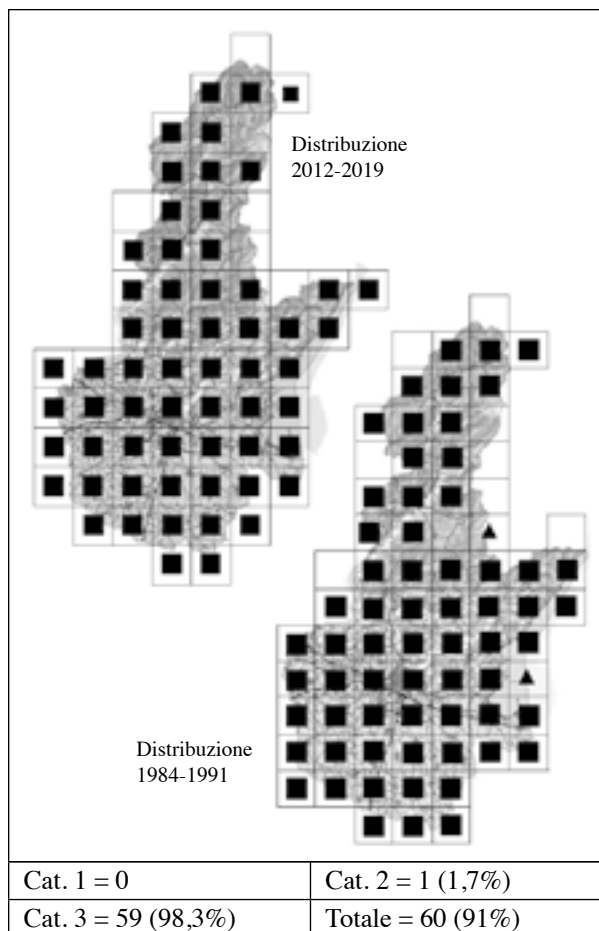 Distribuzione
2012-2019
Distribuzione
1984-1991
Cat. 1 = 0
Cat. 2 = 1 (1,7%)
Cat. 3 = 59 (98,3%)
Totale = 60 (91%)